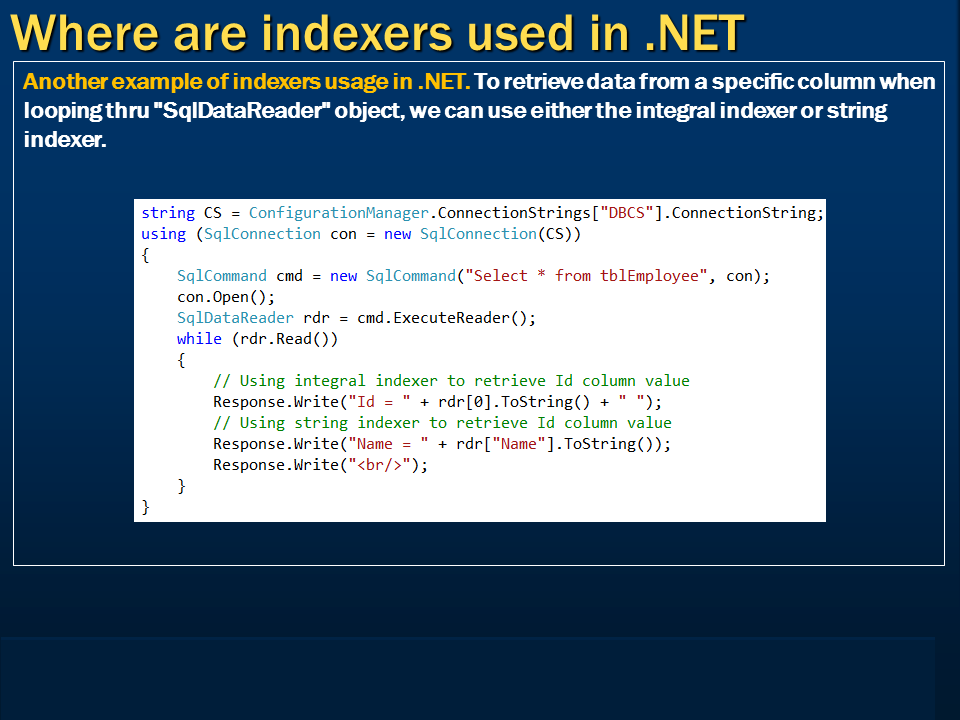 Where are indexers used in .NET
Another example of indexers usage in .NET. To retrieve data from a specific column when
looping thru "SqlDataReader" object, we can use either the integral indexer or string
indexer.
string CS = ConfigurationManager.ConnectionStrings["DBCS"].ConnectionString;
using (SqlConnection con = new SqlConnection(CS))
{
    SqlCommand cmd = new SqlCommand("Select * from tblEmployee", con);
    con.Open();
    SqlDataReader rdr = cmd.ExecuteReader();
    while (rdr.Read())
    {
        // Using integral indexer to retrieve Id column value
        Response.Write("Id = " + rdr[0].ToString() + " ");
        // Using string indexer to retrieve Id column value
        Response.Write("Name = " + rdr["Name"].ToString());
        Response.Write("<br/>");
    }
}